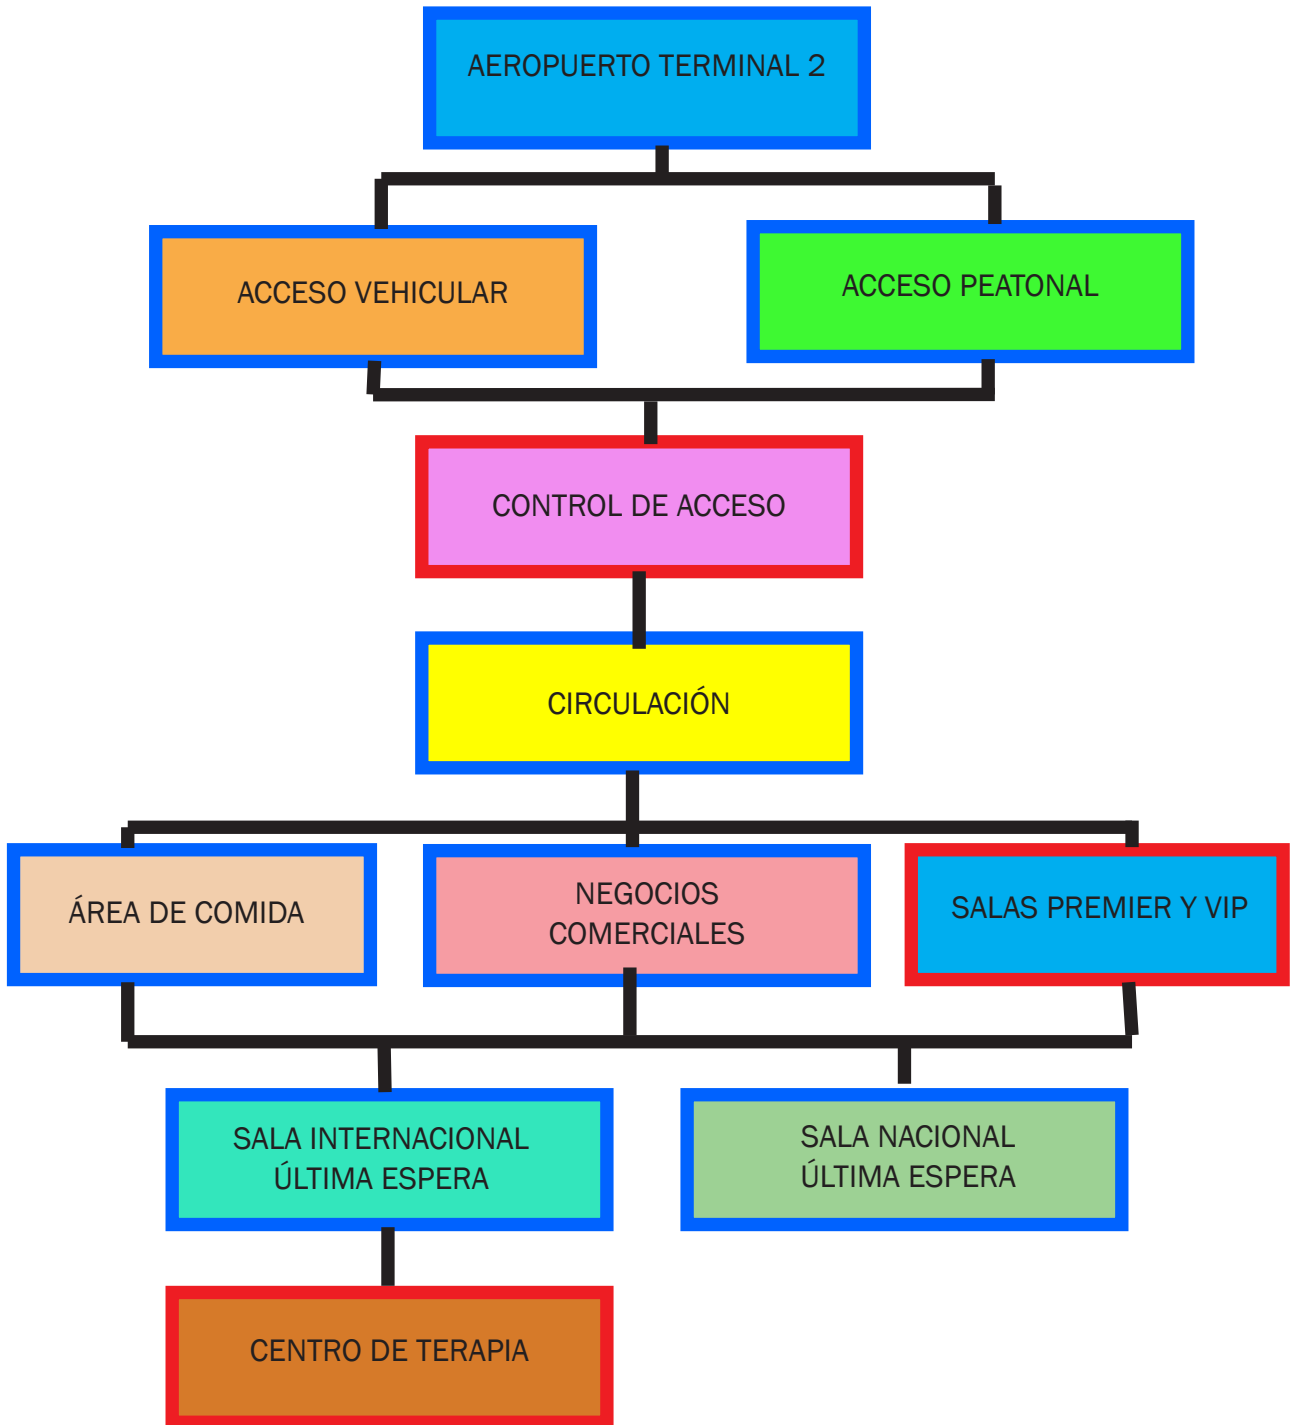 AEROPUERTO TERMINAL 2
ACCESO VEHICULAR
ACCESO PEATONAL
CONTROL DE ACCESO
CIRCULACIÓN
ÁREA DE COMIDA
NEGOCIOS
COMERCIALES
SALAS PREMIER Y VIP
SALA INTERNACIONAL
ÚLTIMA ESPERA
SALA NACIONAL
ÚLTIMA ESPERA
CENTRO DE TERAPIA